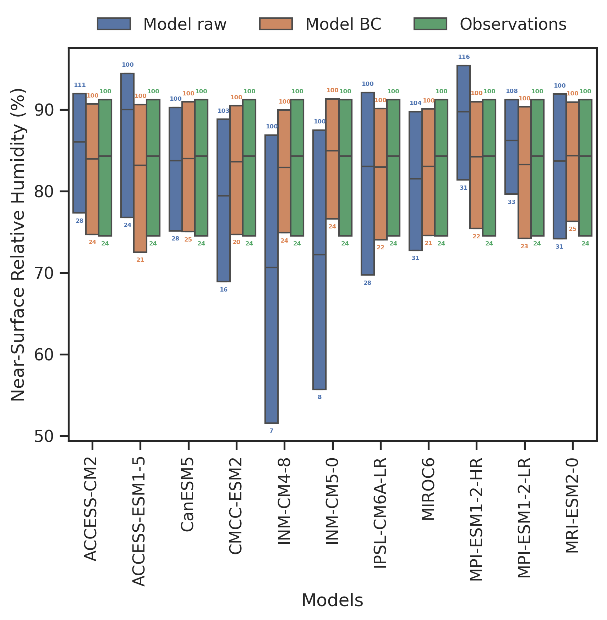 Model raw Model BC Observations
Near-Surface Relative Humidity (%)
90
80
70
60
50
111 100 100 100 100 100 100 100 100 103 100 100 100 100 100 100 100 100 100 100 104 100 100 116 100 100 108 100 100 100 100 100
28 24 24 24 21 24 28 25 24 16 20 24 7 24 24 8 24 24 28 22 24 31 21 24 31 22 24 33 23 24 31 25 24
ACCESS-CM2
ACCESS-ESM1-5
CanESM5
CMCC-ESM2
INM-CM4-8
INM-CM5-0
IPSL-CM6A-LR
MIROC6
MPI-ESM1-2-HR
MPI-ESM1-2-LR
MRI-ESM2-0
Models